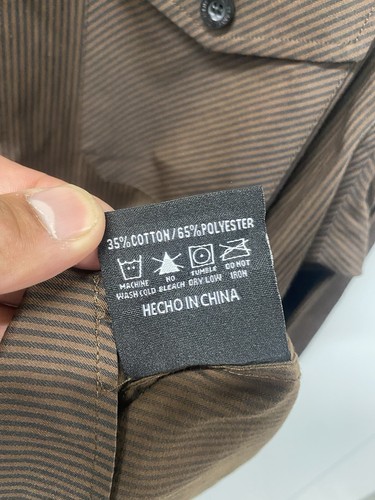 35%COTTON/65%POLYESTER
MACHINE WASH COLD
NO BLEACH
TUMBLE DRY LOW
DO NOT IRON
HECHO IN CHINA